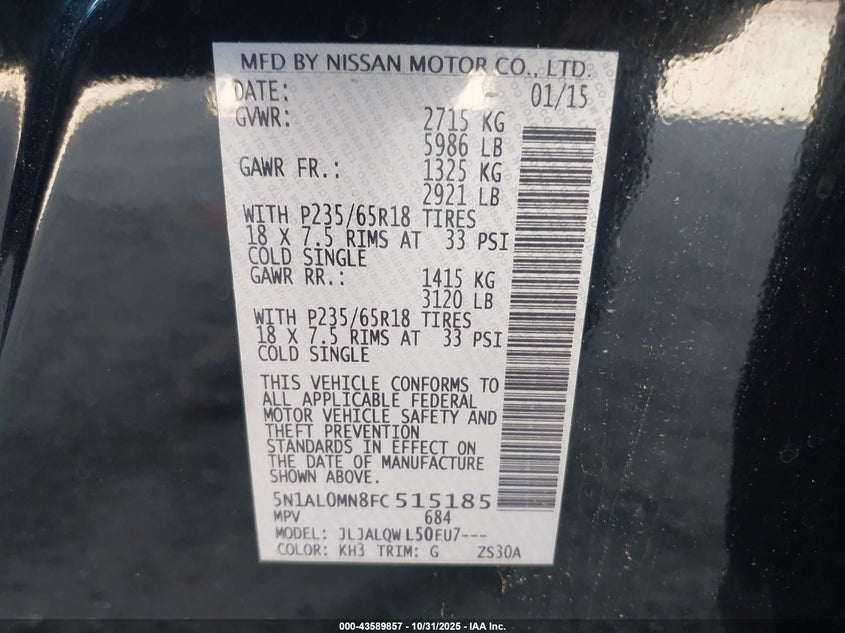 MFD BY NISSAN MOTOR CO., LTD.
DATE: 01/15
GVWR: 2715 KG
5986 LB
GAWR FR.: 1325 KG
2921 LB
WITH P235/65R18 TIRES
18 X 7.5 RIMS AT 33 PSI
COLD SINGLE
GAWR RR.: 1415 KG
3120 LB
WITH P235/65R18 TIRES
18 X 7.5 RIMS AT 33 PSI
COLD SINGLE
THIS VEHICLE CONFORMS TO
ALL APPLICABLE FEDERAL
MOTOR VEHICLE SAFETY AND
THEFT PREVENTION
STANDARDS IN EFFECT ON
THE DATE OF MANUFACTURE
SHOWN ABOVE.
5N1AL0MN8FC515185
MPV 684
MODEL: JLJALQWL50EU7---
COLOR: KH3 TRIM: G ZS30A
000-43589857 - 10/31/2025 - IAA Inc.